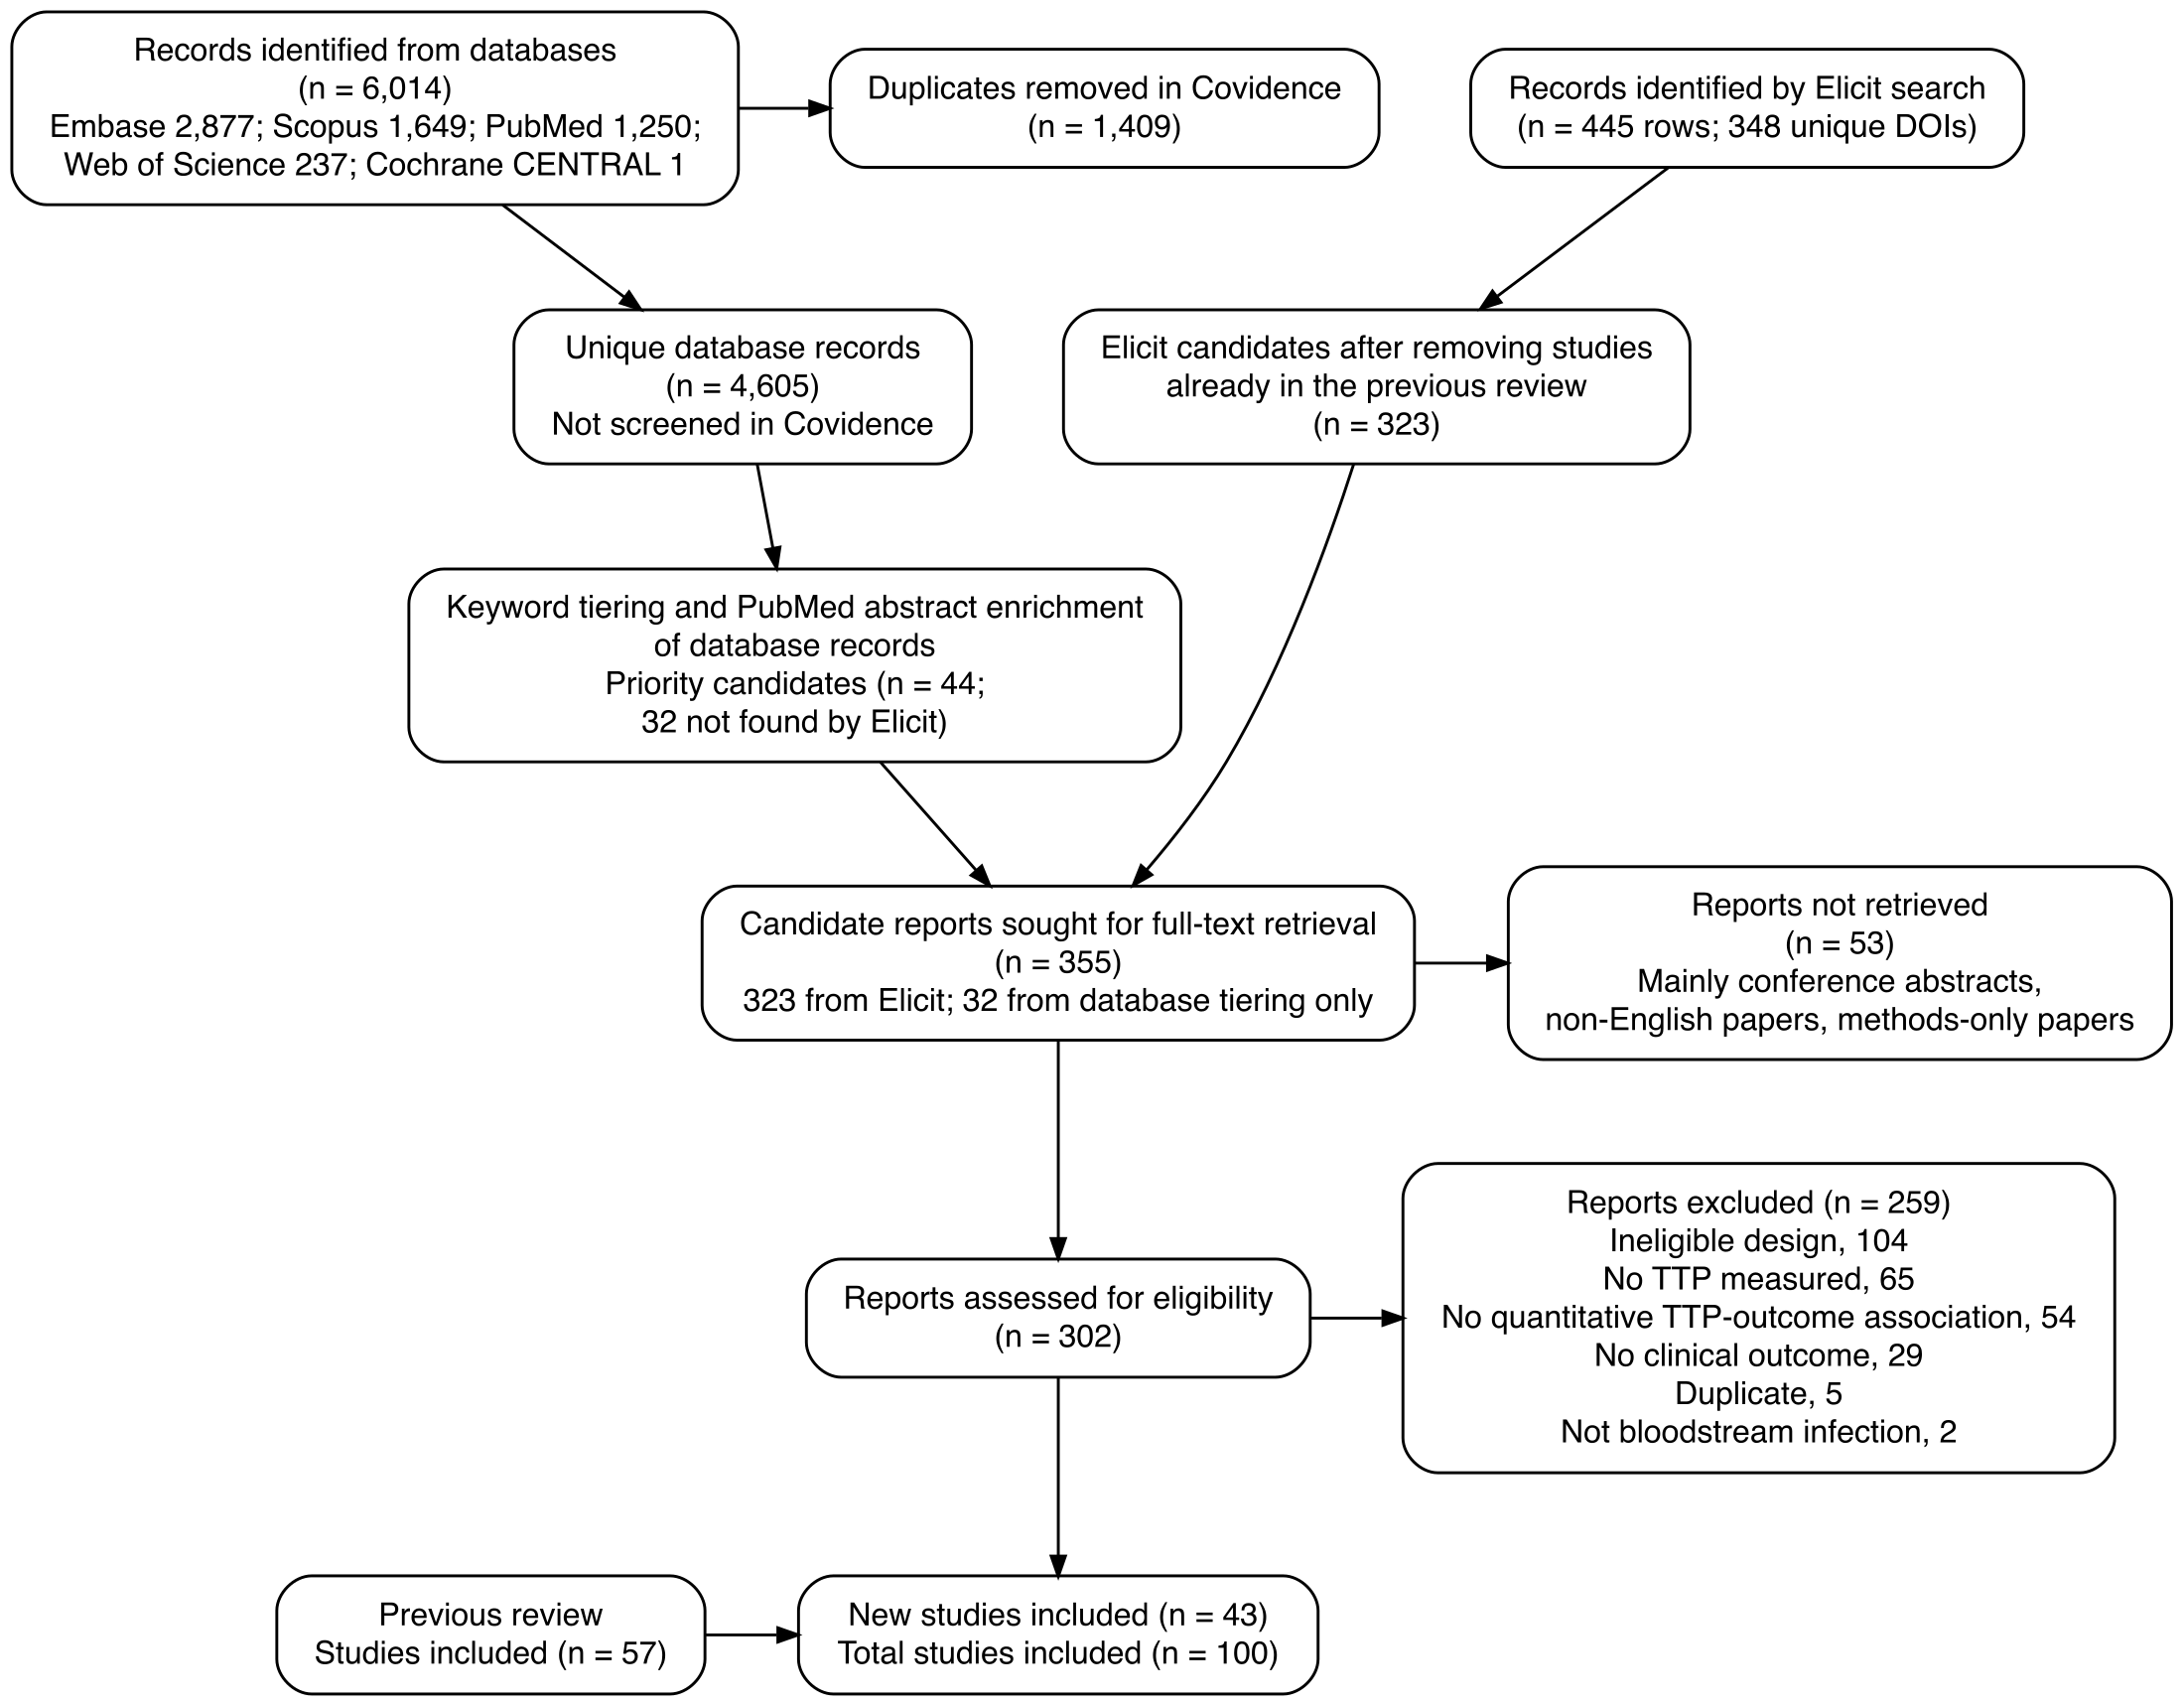 Records identified from databases
(n = 6,014)
Embase 2,877; Scopus 1,649; PubMed 1,250;
Web of Science 237; Cochrane CENTRAL 1
Duplicates removed in Covidence
(n = 1,409)
Records identified by Elicit search
(n = 445 rows; 348 unique DOIs)
Unique database records
(n = 4,605)
Not screened in Covidence
Elicit candidates after removing studies
already in the previous review
(n = 323)
Keyword tiering and PubMed abstract enrichment
of database records
Priority candidates (n = 44;
32 not found by Elicit)
Candidate reports sought for full-text retrieval
(n = 355)
323 from Elicit; 32 from database tiering only
Reports not retrieved
(n = 53)
Mainly conference abstracts,
non-English papers, methods-only papers
Reports assessed for eligibility
(n = 302)
Reports excluded (n = 259)
Ineligible design, 104
No TTP measured, 65
No quantitative TTP-outcome association, 54
No clinical outcome, 29
Duplicate, 5
Not bloodstream infection, 2
Previous review
Studies included (n = 57)
New studies included (n = 43)
Total studies included (n = 100)